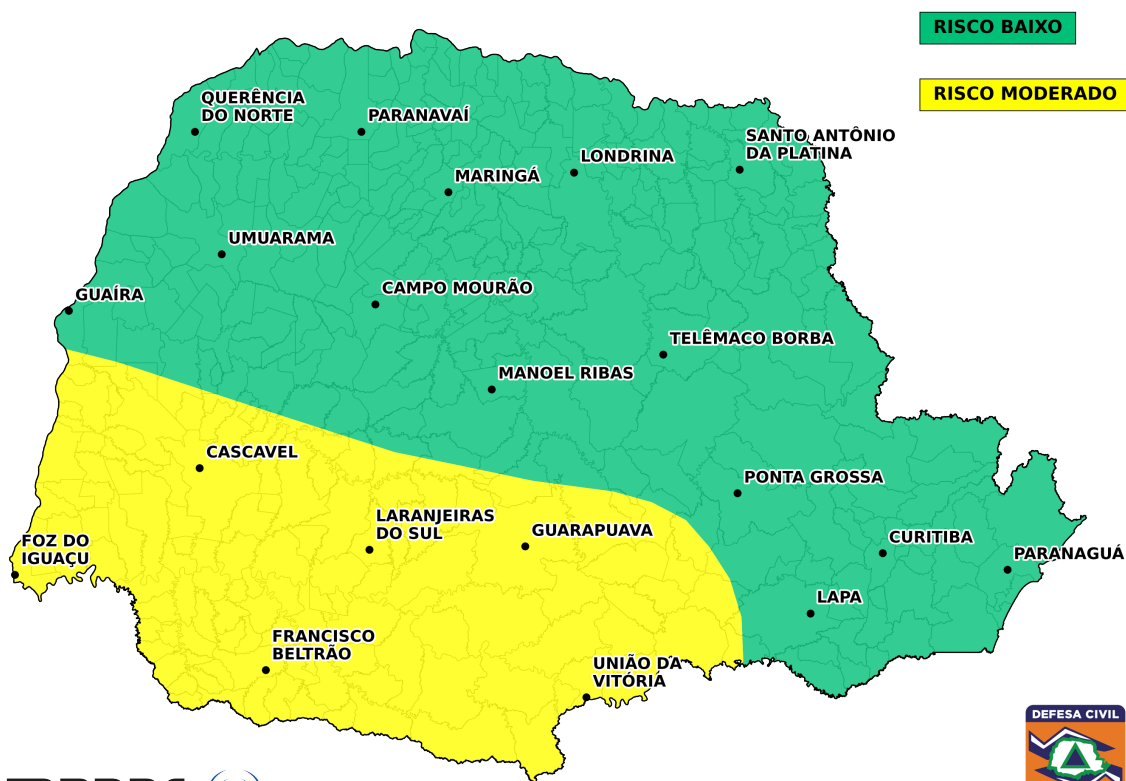 RISCO BAIXO
RISCO MODERADO
QUERÊNCIA
DO NORTE
PARANAVAÍ
SANTO ANTÔNIO
DA PLATINA
LONDRINA
MARINGÁ
UMUARAMA
CAMPO MOURÃO
GUAÍRA
TELÊMACO BORBA
MANOEL RIBAS
CASCAVEL
PONTA GROSSA
LARANJEIRAS
DO SUL
GUARAPUAVA
CURITIBA
FOZ DO
IGUAÇU
PARANAGUÁ
LAPA
FRANCISCO
BELTRÃO
UNIÃO DA
VITÓRIA
DEFESA CIVIL